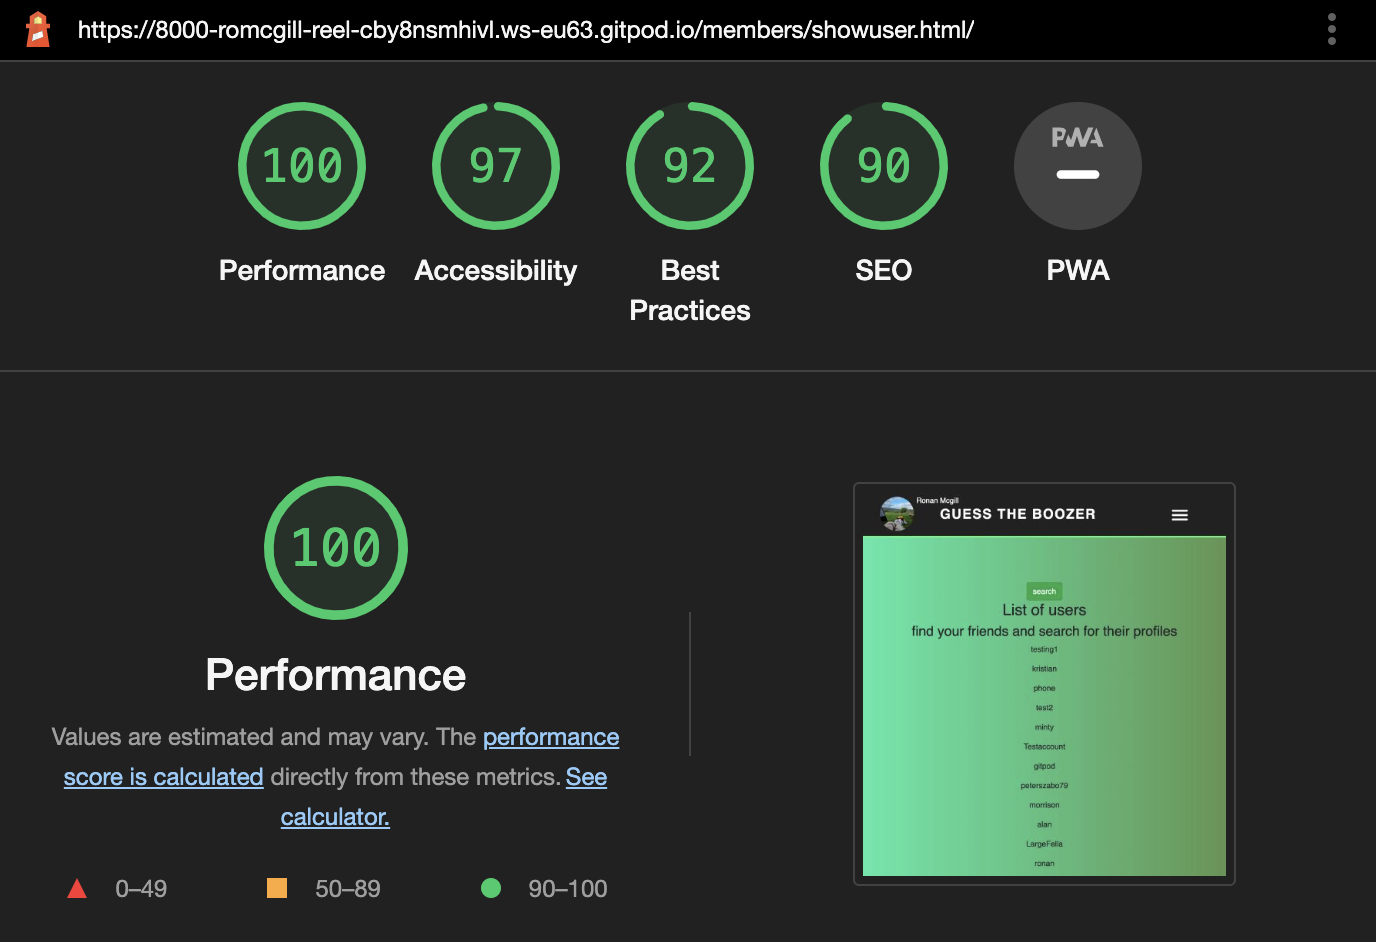 https://8000-romcgill-reel-cby8nsmhivl.ws-eu63.gitpod.io/members/showuser.html/
100
97
92
90
PWA
Performance
Accessibility
Best
Practices
SEO
PWA
100
Performance
Values are estimated and may vary. The performance
score is calculated directly from these metrics. See
calculator.
0–49
50–89
90–100
Ronan Mcgill
GUESS THE BOOZER
search
List of users
find your friends and search for their profiles
testing1
kristian
phone
test2
minty
Testaccount
gitpod
peterszabo79
morrison
alan
LargeFella
ronan